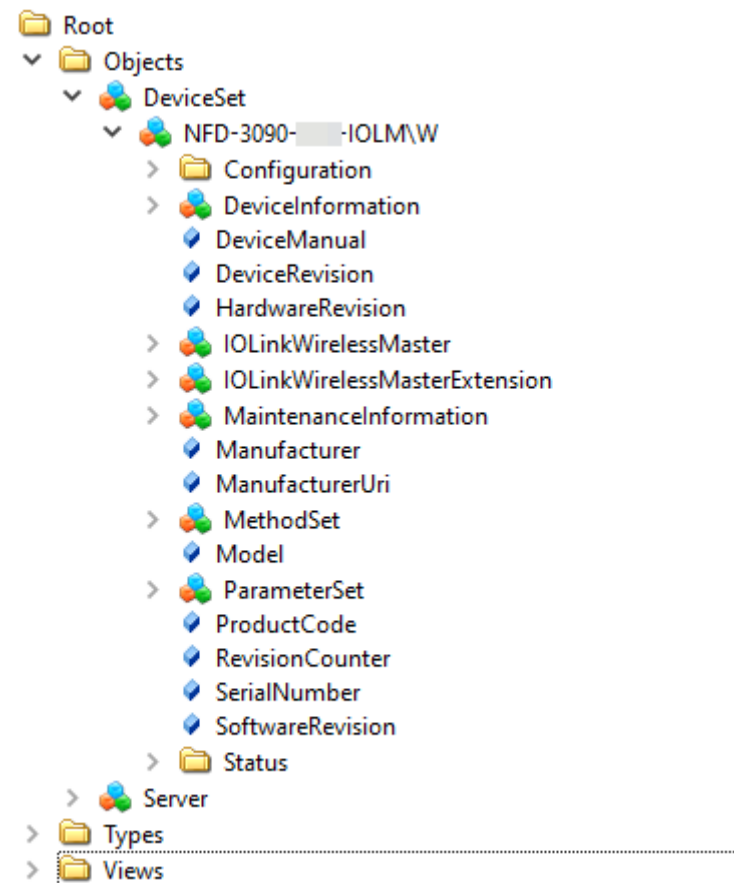 Root
Objects
DeviceSet
NFD-3090- -IOLM\W
Configuration
DeviceInformation
DeviceManual
DeviceRevision
HardwareRevision
IOLinkWirelessMaster
IOLinkWirelessMasterExtension
MaintenanceInformation
Manufacturer
ManufacturerUri
MethodSet
Model
ParameterSet
ProductCode
RevisionCounter
SerialNumber
SoftwareRevision
Status
Server
Types
Views